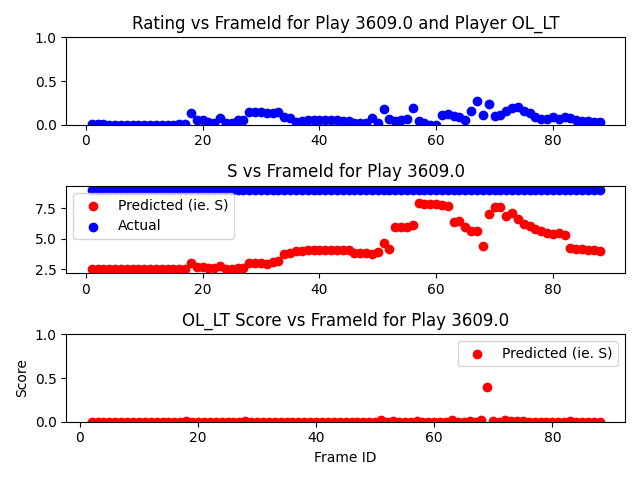 Rating vs FrameId for Play 3609.0 and Player OL_LT
1.0
0.5
0.0
0 20 40 60 80
S vs FrameId for Play 3609.0
7.5
5.0
2.5
Predicted (ie. S)
Actual
0 20 40 60 80
OL_LT Score vs FrameId for Play 3609.0
Score
1.0
0.5
0.0
Predicted (ie. S)
0 20 40 60 80
Frame ID